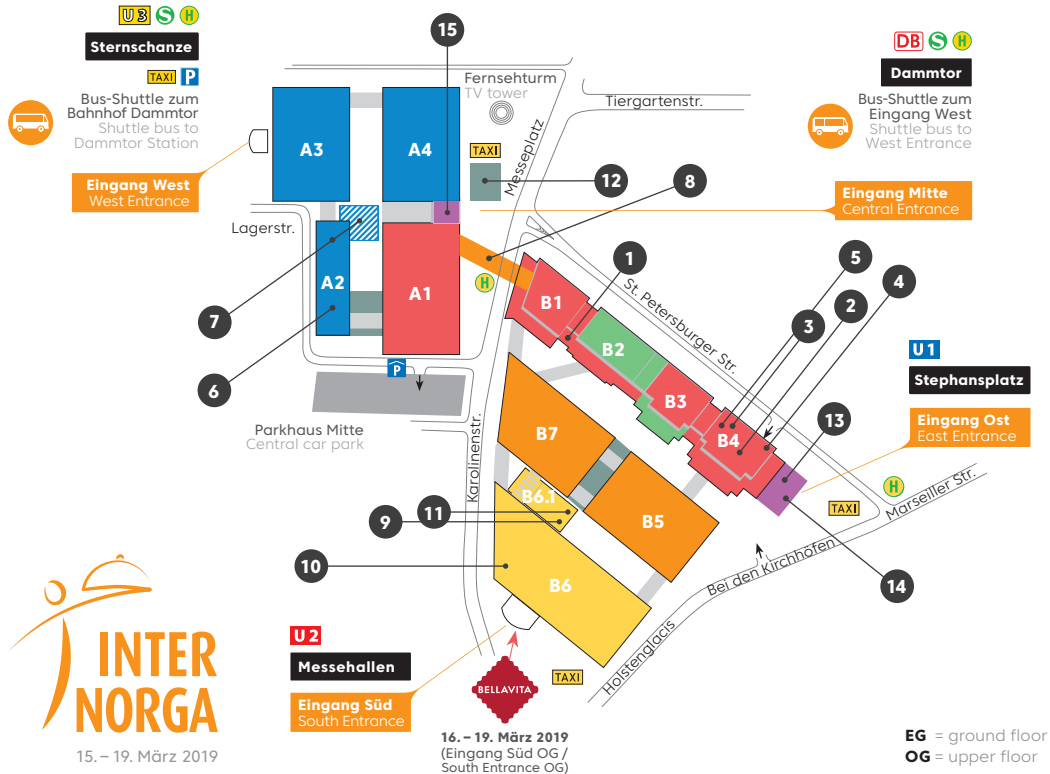 U3 S H
Sternschanze
TAXI P
Bus-Shuttle zum
Bahnhof Dammtor
Shuttle bus to
Dammtor Station
Eingang West
West Entrance
15
Fernsehturm
TV tower
Tiergartenstr.
DB S H
Dammtor
Bus-Shuttle zum
Eingang West
Shuttle bus to
West Entrance
A3
A4
TAXI
Messeplatz
12
8
Eingang Mitte
Central Entrance
Lagerstr.
A2
A1
H
7
6
B1
1
St. Petersburger Str.
5
4
2
3
B2
B3
B4
P
Parkhaus Mitte
Central car park
Karolinenstr.
U1
Stephansplatz
Eingang Ost
East Entrance
13
H
Marseiller Str.
TAXI
B7
B6.1
11
9
B5
10
B6
Bei den Kirchhöfen
14
Holstenglacis
U2
Messehallen
Eingang Süd
South Entrance
BELLAVITA
TAXI
16. – 19. März 2019
(Eingang Süd OG /
South Entrance OG)
INTER
NORGA
15. – 19. März 2019
EG = ground floor
OG = upper floor